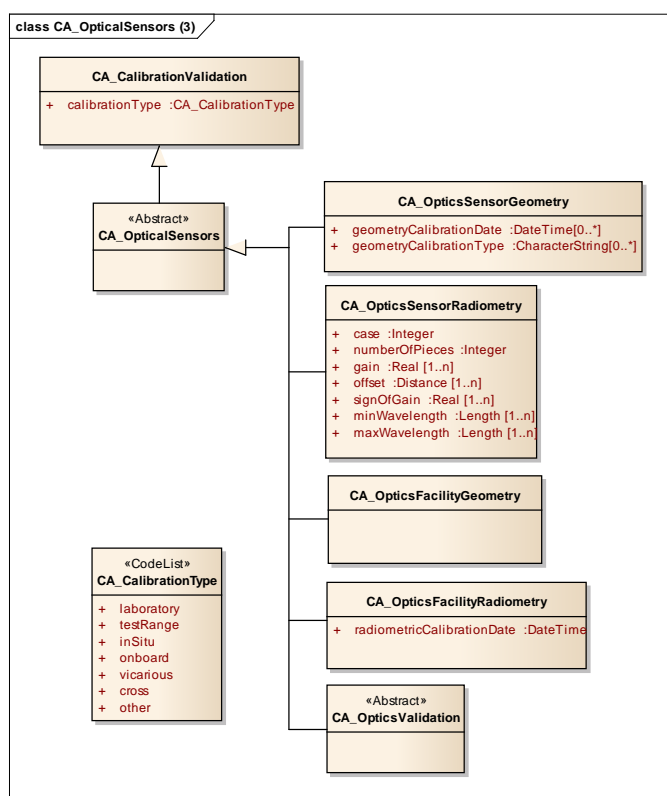 class CA_OpticalSensors (3)
CA_CalibrationValidation
+ calibrationType :CA_CalibrationType
«Abstract»
CA_OpticalSensors
CA_OpticsSensorGeometry
+ geometryCalibrationDate :DateTime[0..*]
+ geometryCalibrationType :CharacterString[0..*]
CA_OpticsSensorRadiometry
+ case :Integer
+ numberOfPieces :Integer
+ gain :Real [1..n]
+ offset :Distance [1..n]
+ signOfGain :Real [1..n]
+ minWavelength :Length [1..n]
+ maxWavelength :Length [1..n]
CA_OpticsFacilityGeometry
«CodeList»
CA_CalibrationType
+ laboratory
+ testRange
+ inSitu
+ onboard
+ vicarious
+ cross
+ other
CA_OpticsFacilityRadiometry
+ radiometricCalibrationDate :DateTime
«Abstract»
CA_OpticsValidation